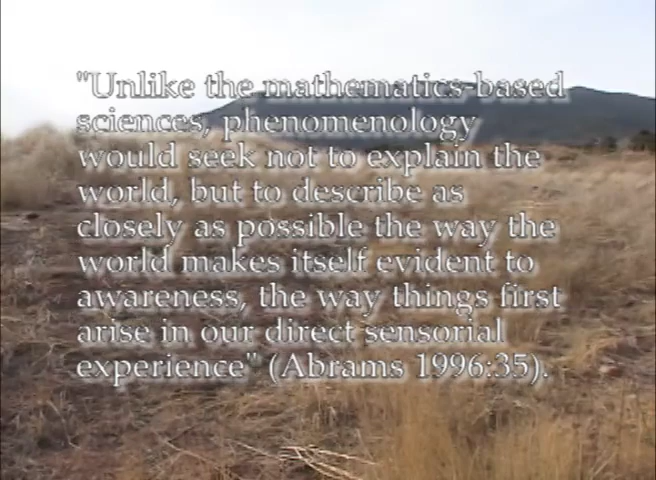 "Unlike the mathematics-based
sciences, phenomenology
would seek not to explain the
world, but to describe as
closely as possible the way the
world makes itself evident to
awareness, the way things first
arise in our direct sensorial
experience" (Abrams 1996:35).